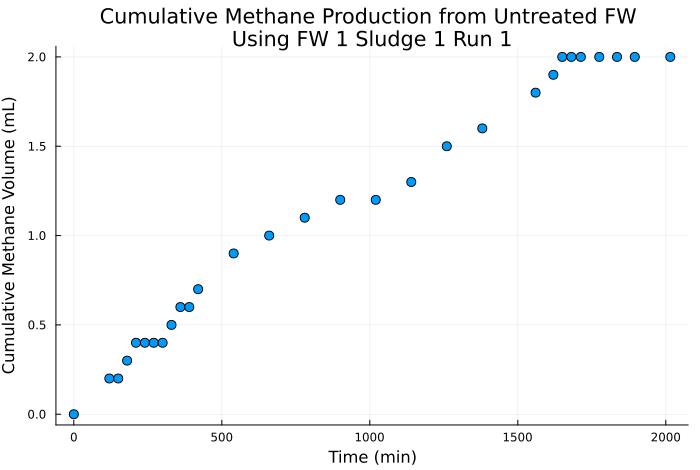 Cumulative Methane Production from Untreated FW
Using FW 1 Sludge 1 Run 1
Cumulative Methane Volume (mL)
2.0
1.5
1.0
0.5
0.0
0
500
1000
1500
2000
Time (min)